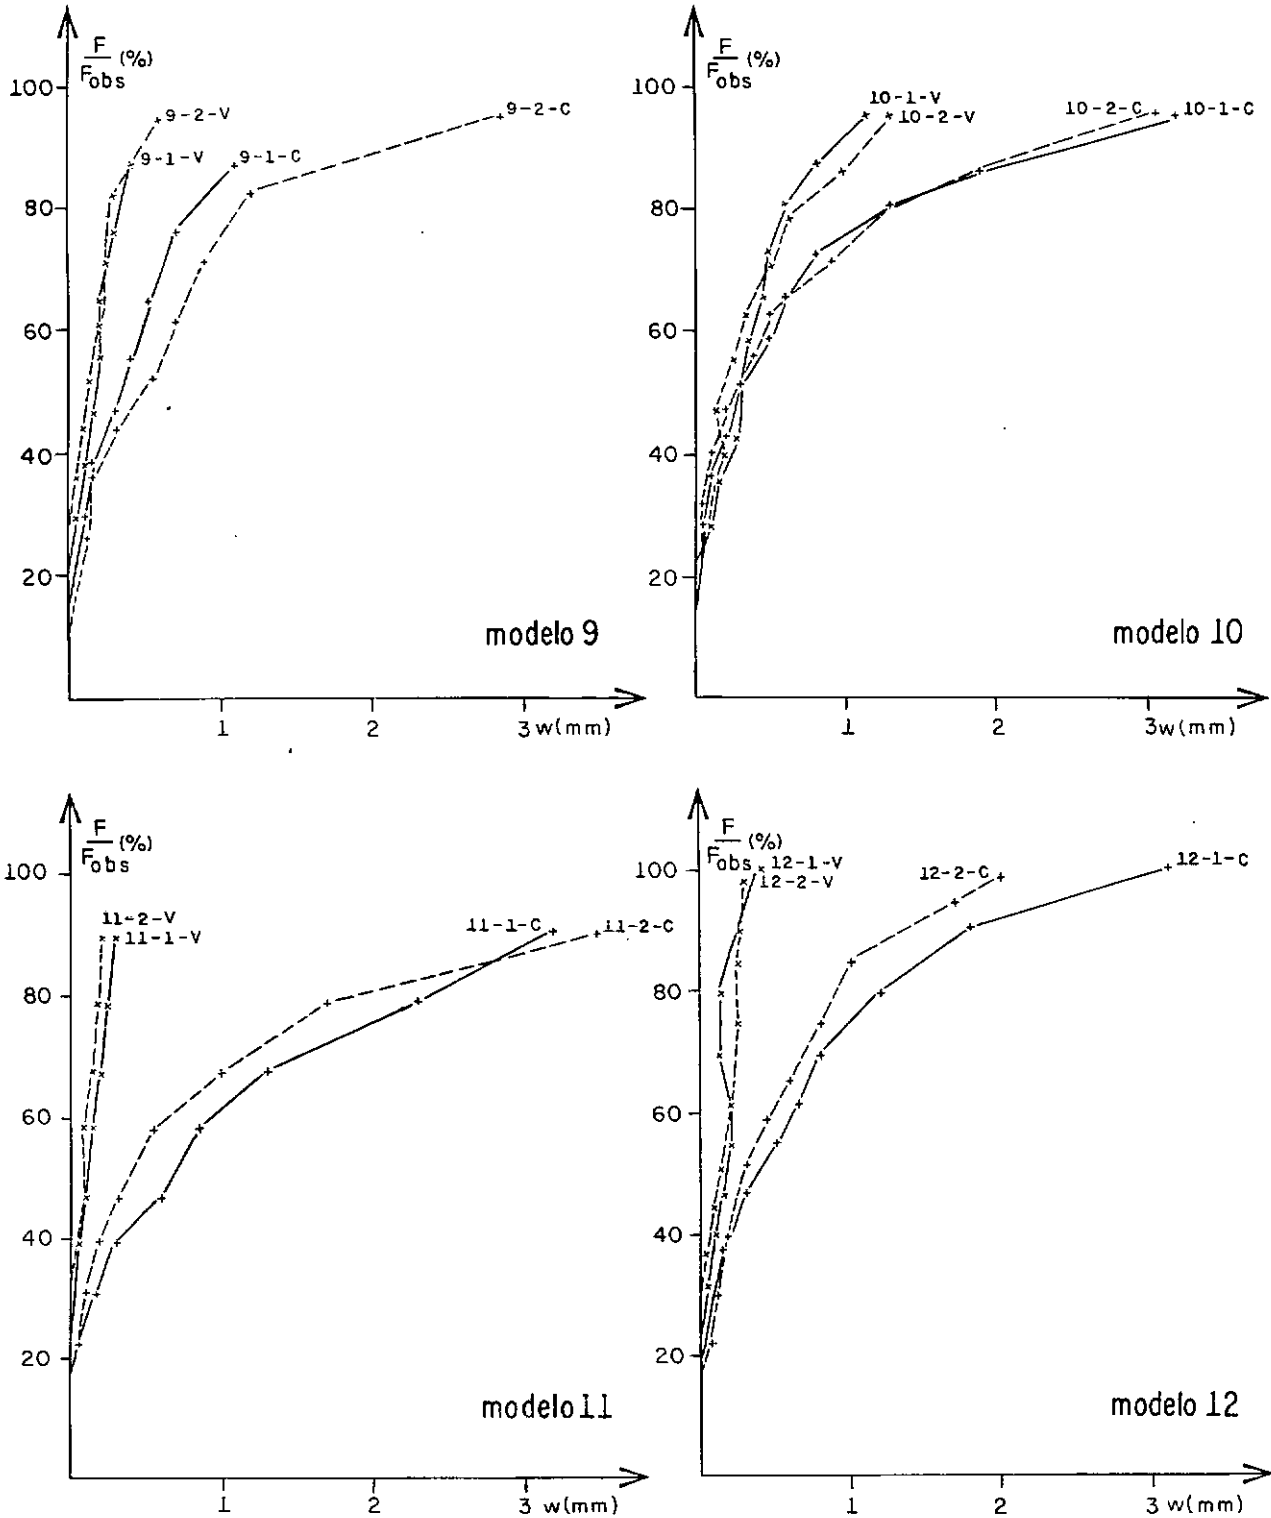 F/Fobs (%)
100
80
60
40
20
9-2-V
9-1-V
9-1-C
9-2-C
modelo 9
1 2 3 w(mm)
F/Fobs (%)
100
80
60
40
20
10-1-V
10-2-V
10-2-C
10-1-C
modelo 10
1 2 3 w(mm)
F/Fobs (%)
100
80
60
40
20
11-2-V
11-1-V
11-1-C
11-2-C
modelo 11
1 2 3 w(mm)
F/Fobs (%)
100
80
60
40
20
12-1-V
12-2-V
12-2-C
12-1-C
modelo 12
1 2 3 w(mm)